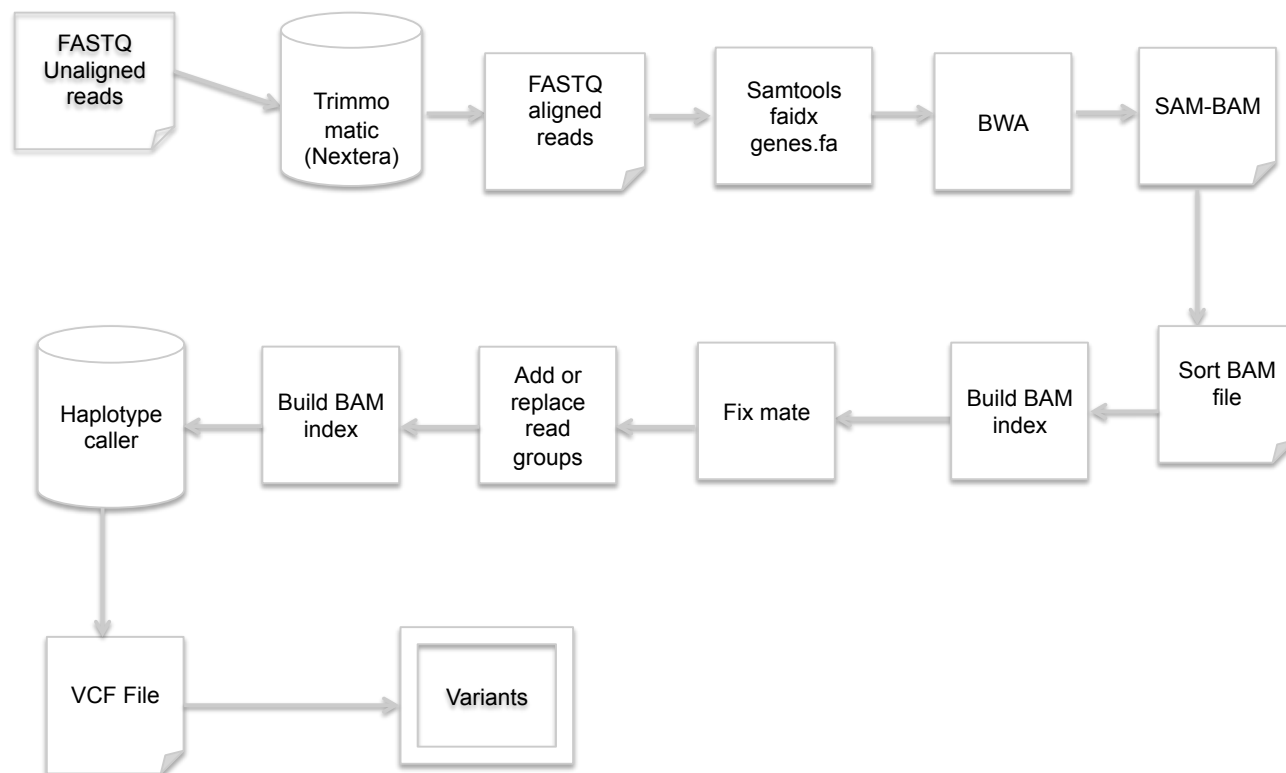 FASTQ
Unaligned
reads
Trimmo
matic
(Nextera)
FASTQ
aligned
reads
Samtools
faidx
genes.fa
BWA
SAM-BAM
Sort BAM
file
Build BAM
index
Fix mate
Add or
replace
read
groups
Build BAM
index
Haplotype
caller
VCF File
Variants